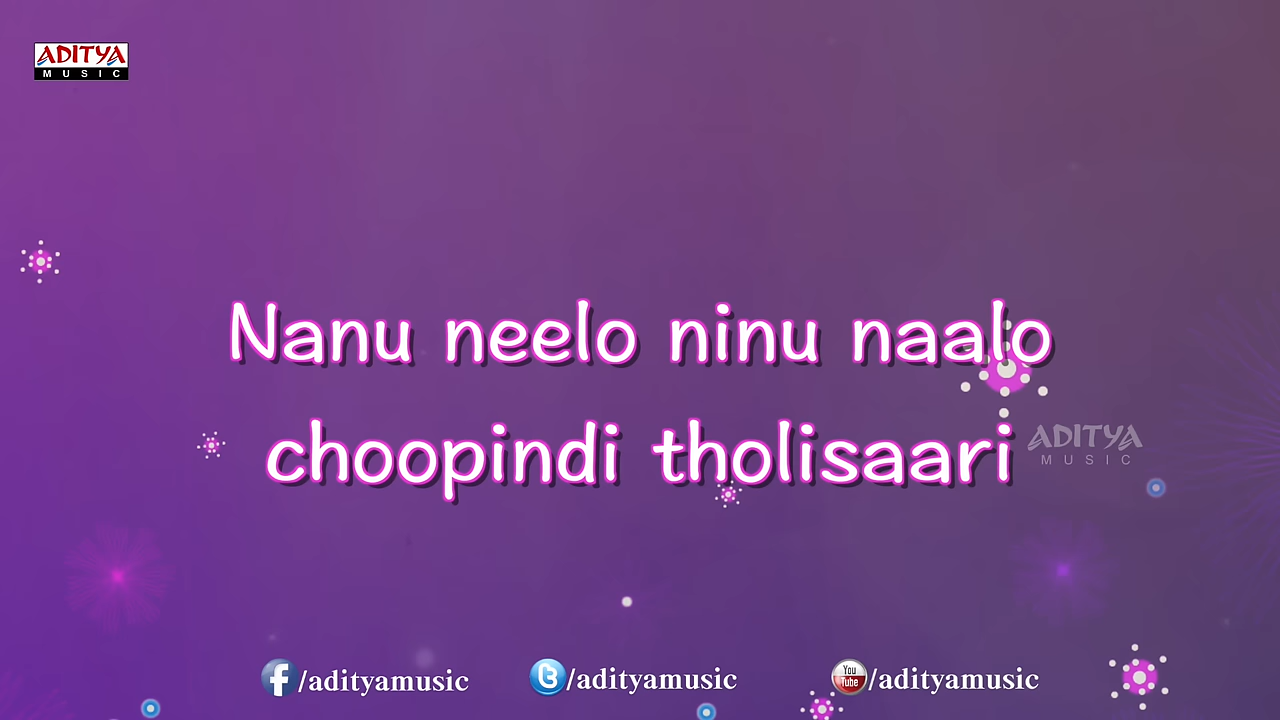 ADITYA
MUSIC
Nanu neelo ninu naalo
choopindi tholisaari
ADITYA
MUSIC
f/adityamusic
t/adityamusic
You
Tube
/adityamusic